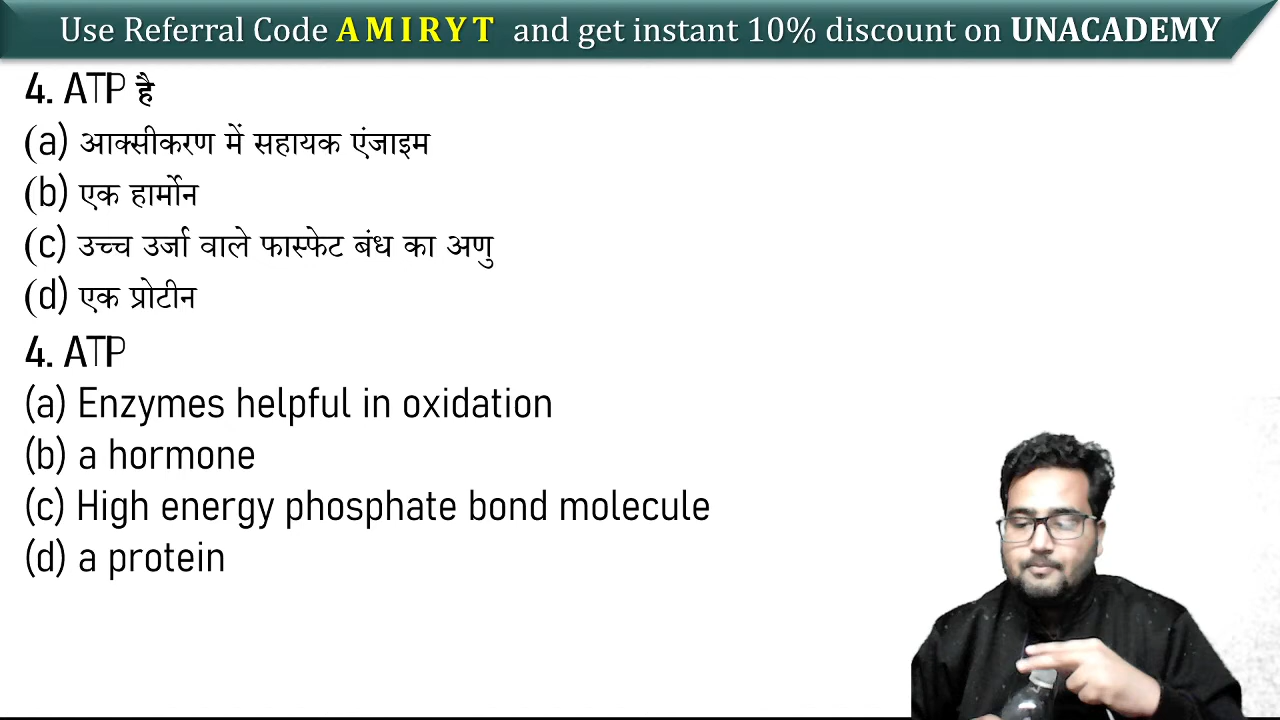 Use Referral Code AMIRYT and get instant 10% discount on UNACADEMY
4. ATP है
(a) आक्सीकरण में सहायक एंजाइम
(b) एक हार्मोन
(c) उच्च उर्जा वाले फास्फेट बंध का अणु
(d) एक प्रोटीन
4. ATP
(a) Enzymes helpful in oxidation
(b) a hormone
(c) High energy phosphate bond molecule
(d) a protein